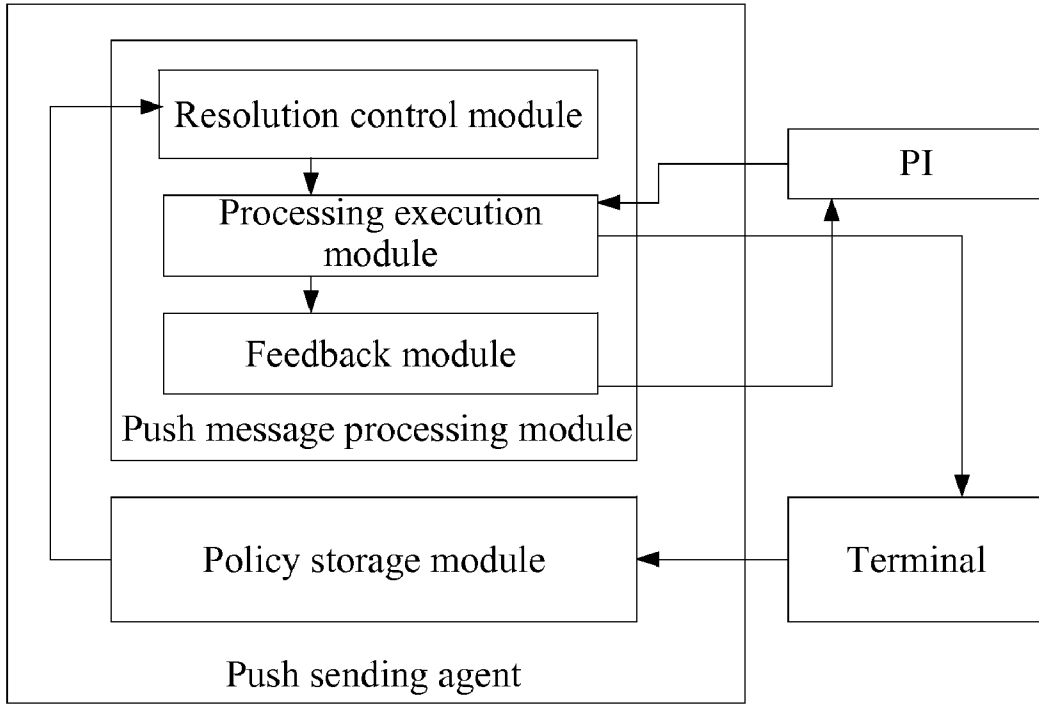 Resolution control module
PI
Processing execution
module
Feedback module
Push message processing module
Policy storage module
Terminal
Push sending agent